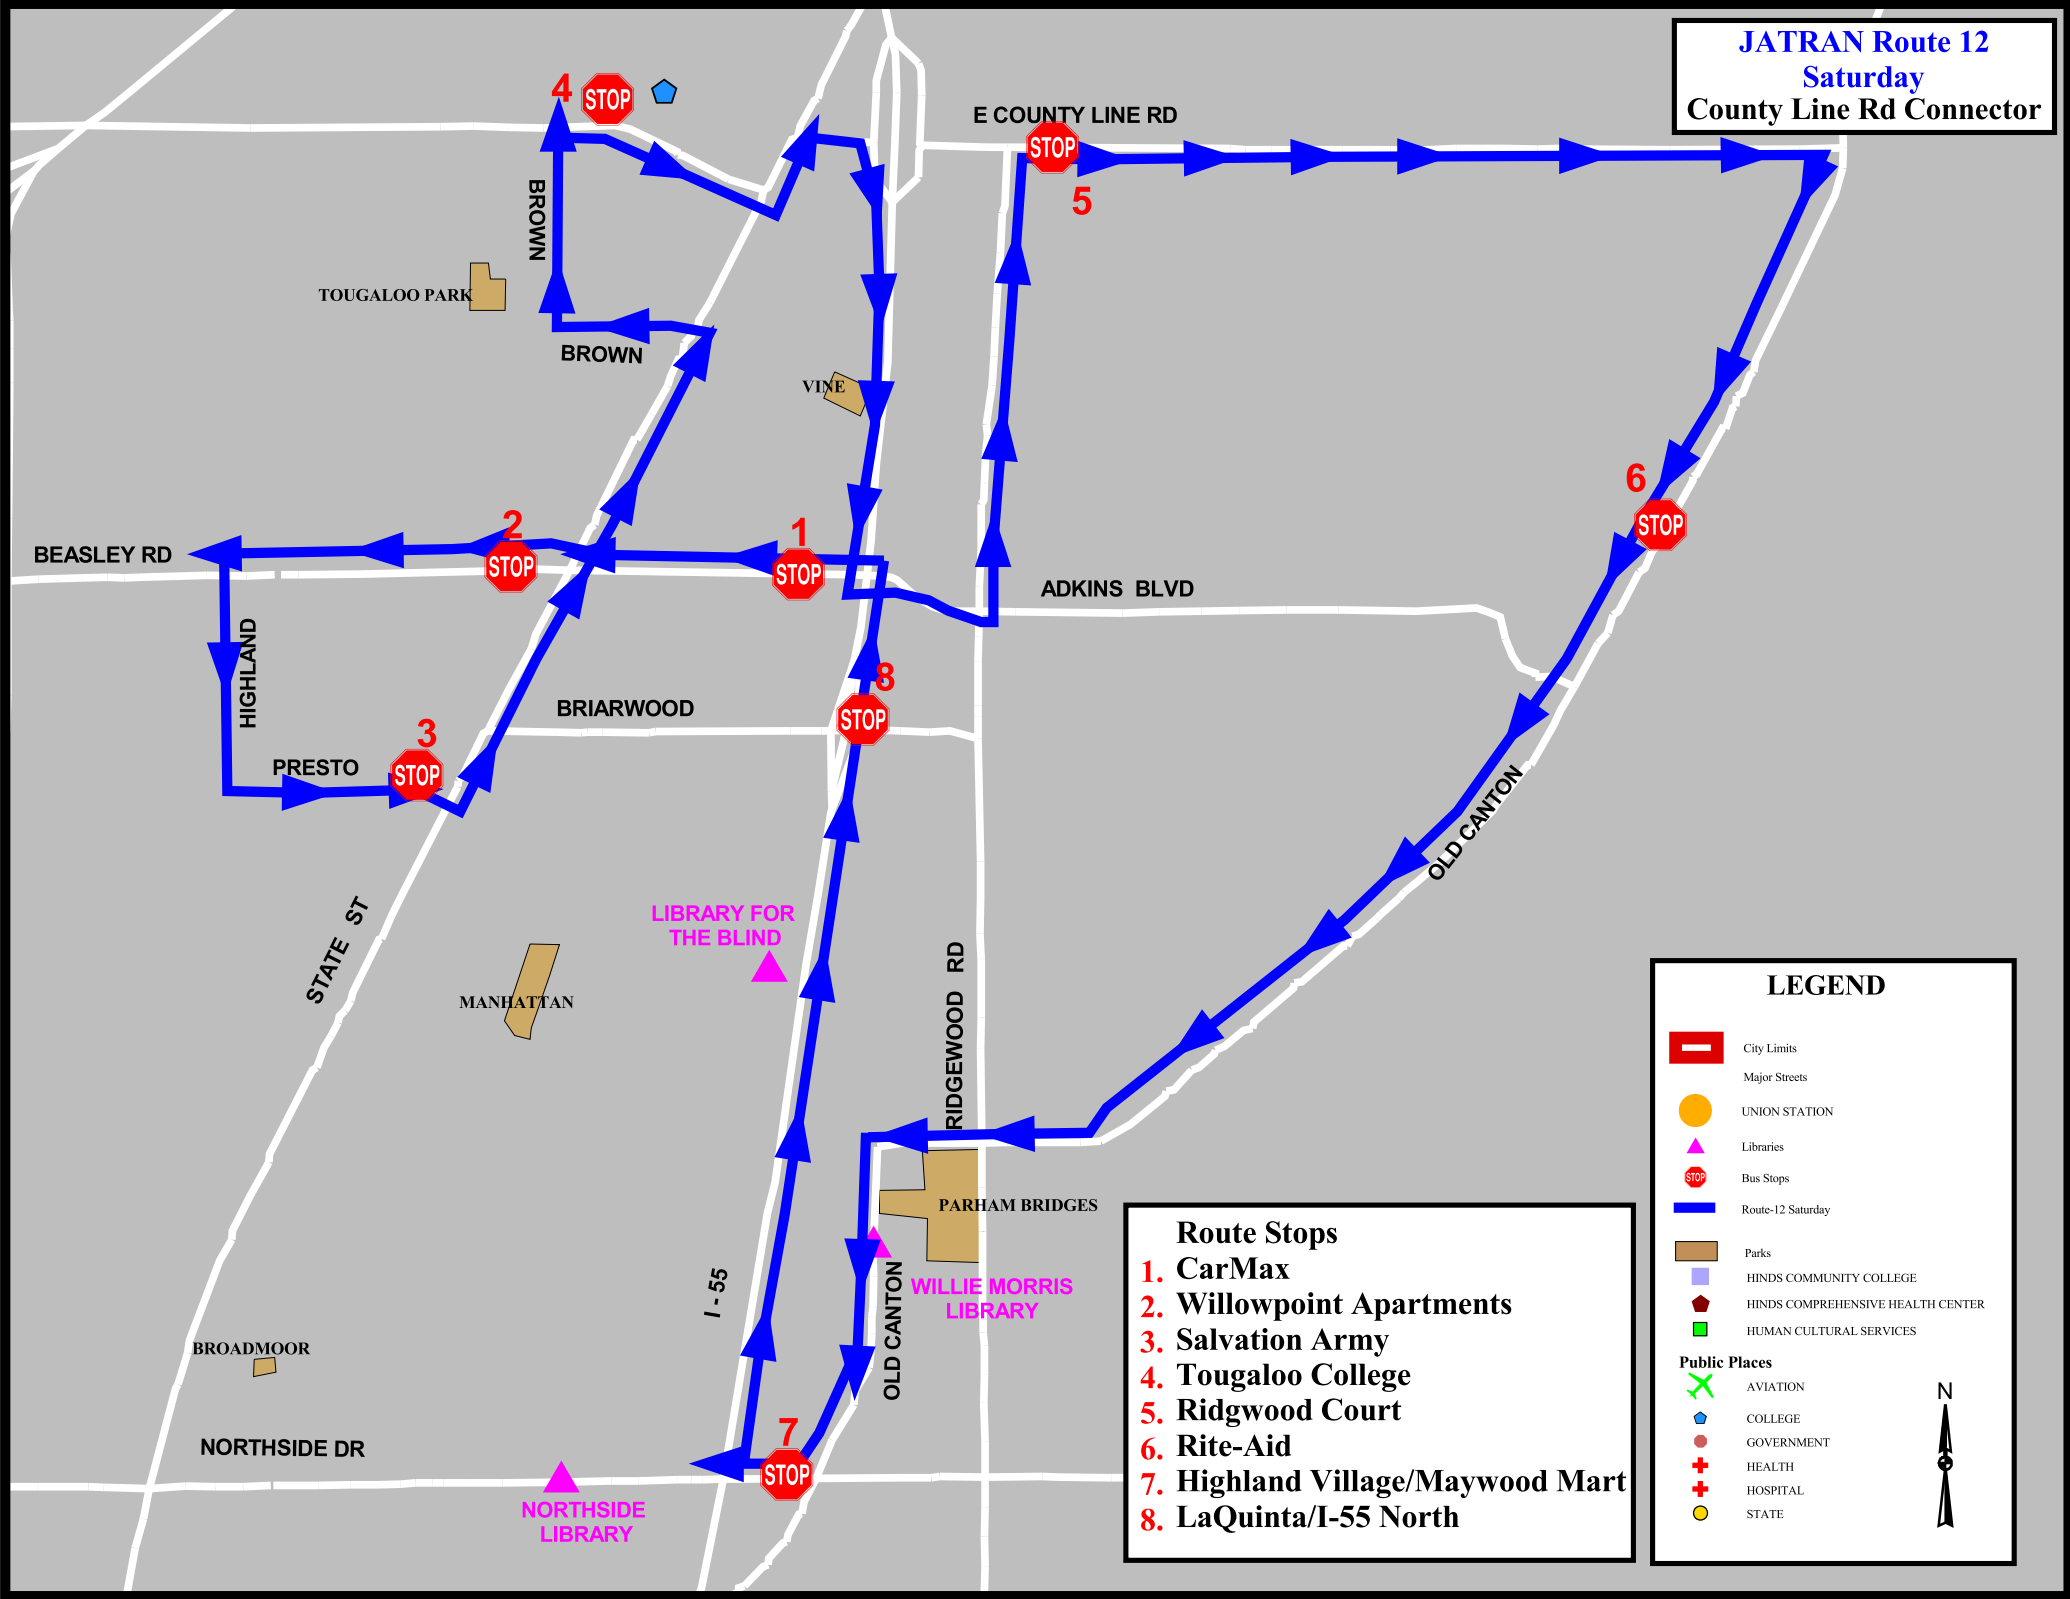 JATRAN Route 12
Saturday
County Line Rd Connector
4
STOP
E COUNTY LINE RD
STOP
5
BROWN
TOUGALOO PARK
BROWN
VINE
6
STOP
BEASLEY RD
2
STOP
1
STOP
ADKINS BLVD
HIGHLAND
8
STOP
BRIARWOOD
3
STOP
PRESTO
OLD CANTON
LIBRARY FOR
THE BLIND
STATE ST
MANHATTAN
RIDGEWOOD RD
PARHAM BRIDGES
I - 55
OLD CANTON
WILLIE MORRIS
LIBRARY
BROADMOOR
7
STOP
NORTHSIDE DR
NORTHSIDE
LIBRARY
Route Stops
1. CarMax
2. Willowpoint Apartments
3. Salvation Army
4. Tougaloo College
5. Ridgwood Court
6. Rite-Aid
7. Highland Village/Maywood Mart
8. LaQuinta/I-55 North
LEGEND
City Limits
Major Streets
UNION STATION
Libraries
STOP Bus Stops
Route-12 Saturday
Parks
HINDS COMMUNITY COLLEGE
HINDS COMPREHENSIVE HEALTH CENTER
HUMAN CULTURAL SERVICES
Public Places
AVIATION
COLLEGE
GOVERNMENT
HEALTH
HOSPITAL
STATE
N